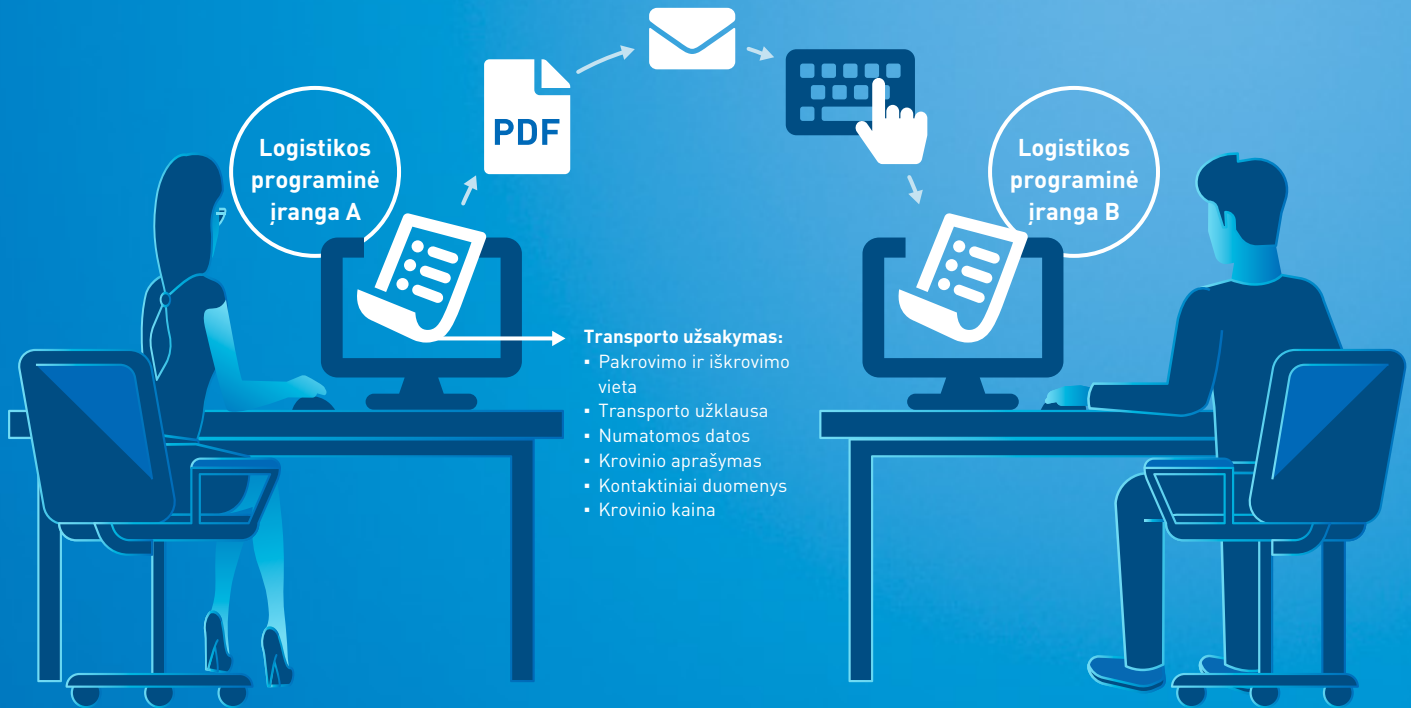 PDF
Logistikos
programinė
įranga A
Logistikos
programinė
įranga B
Transporto užsakymas:
▪ Pakrovimo ir iškrovimo
vieta
▪ Transporto užklausa
▪ Numatomos datos
▪ Krovinio aprašymas
▪ Kontaktiniai duomenys
▪ Krovinio kaina